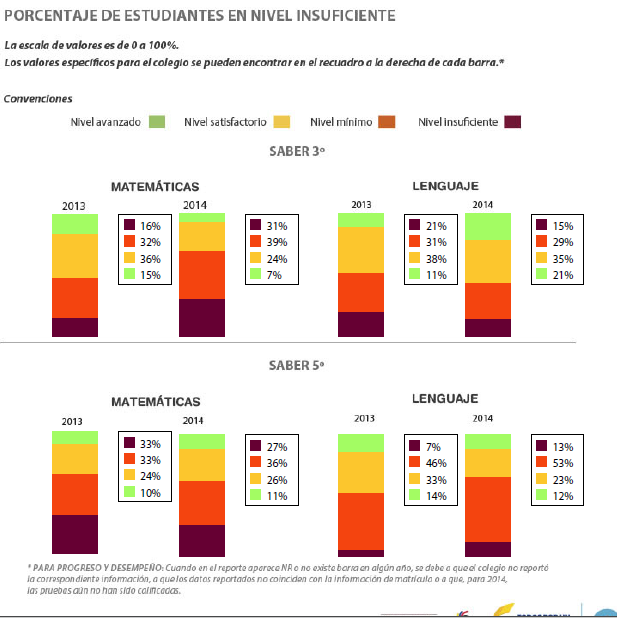 PORCENTAJE DE ESTUDIANTES EN NIVEL INSUFICIENTE
La escala de valores es de 0 a 100%.
Los valores específicos para el colegio se pueden encontrar en el recuadro a la derecha de cada barra.*
Convenciones
Nivel avanzado Nivel satisfactorio Nivel mínimo Nivel insuficiente
SABER 3º
MATEMÁTICAS
2013
16%
32%
36%
15%
2014
31%
39%
24%
7%
LENGUAJE
2013
21%
31%
38%
11%
2014
15%
29%
35%
21%
SABER 5º
MATEMÁTICAS
2013
33%
33%
24%
10%
2014
27%
36%
26%
11%
LENGUAJE
2013
7%
46%
33%
14%
2014
13%
53%
23%
12%
* PARA PROGRESO Y DESEMPEÑO: Cuando en el reporte aparece NR o no existe barra en algún año, se debe a que el colegio no reportó
la correspondiente información, a que los datos reportados no coinciden con la información de matrícula o a que, para 2014,
las pruebas aún no han sido calificadas.